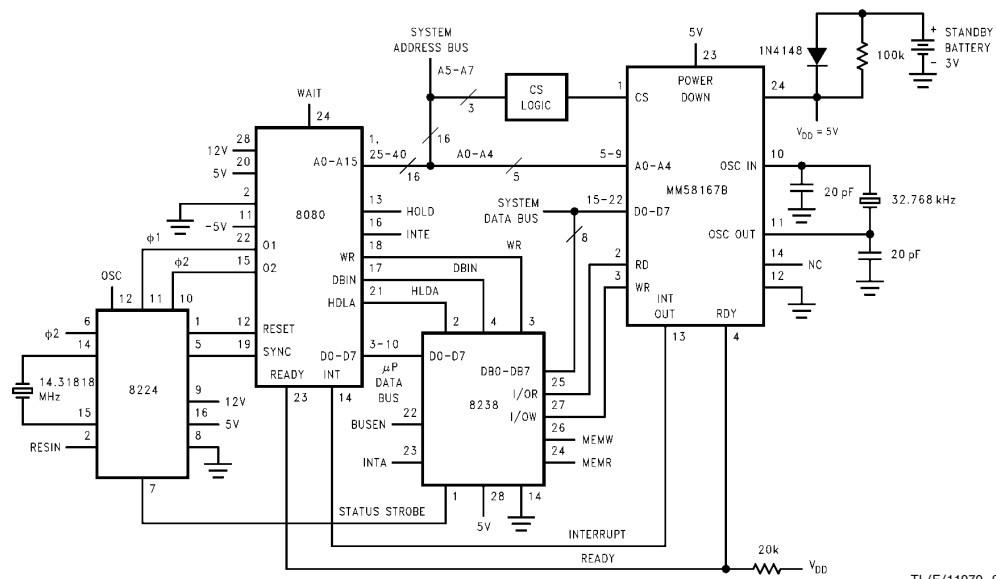 SYSTEM
ADDRESS BUS
A5-A7
3
CS
LOGIC
5V
23
POWER
DOWN
1
CS
24
1N4148
100k
+ STANDBY
BATTERY
- 3V
V_DD = 5V
WAIT
24
28
12V
20
5V
2
11
-5V
22
ϕ1
O1
15
ϕ2
O2
8080
1,
25-40
A0-A15
16
16
A0-A4
5
5-9
A0-A4
MM58167B
OSC IN
10
20 pF
32.768 kHz
OSC OUT
11
20 pF
14
NC
12
13
HOLD
16
INTE
18
WR
WR
17
DBIN
DBIN
21
HDLA
HLDA
SYSTEM
DATA BUS
15-22
D0-D7
8
2
RD
3
WR
INT
OUT
13
RDY
4
OSC
12
11
10
6
ϕ2
14
14.31818
MHz
15
2
RESIN
8224
1
12
RESET
5
19
SYNC
9
12V
16
5V
8
7
READY
23
INT
14
D0-D7
3-10
μP
DATA
BUS
2
4
3
D0-D7
DB0-DB7
25
8238
I/OR
27
I/OW
26
MEMW
24
MEMR
22
BUSEN
23
INTA
1
28
5V
14
STATUS STROBE
INTERRUPT
READY
20k
V_DD